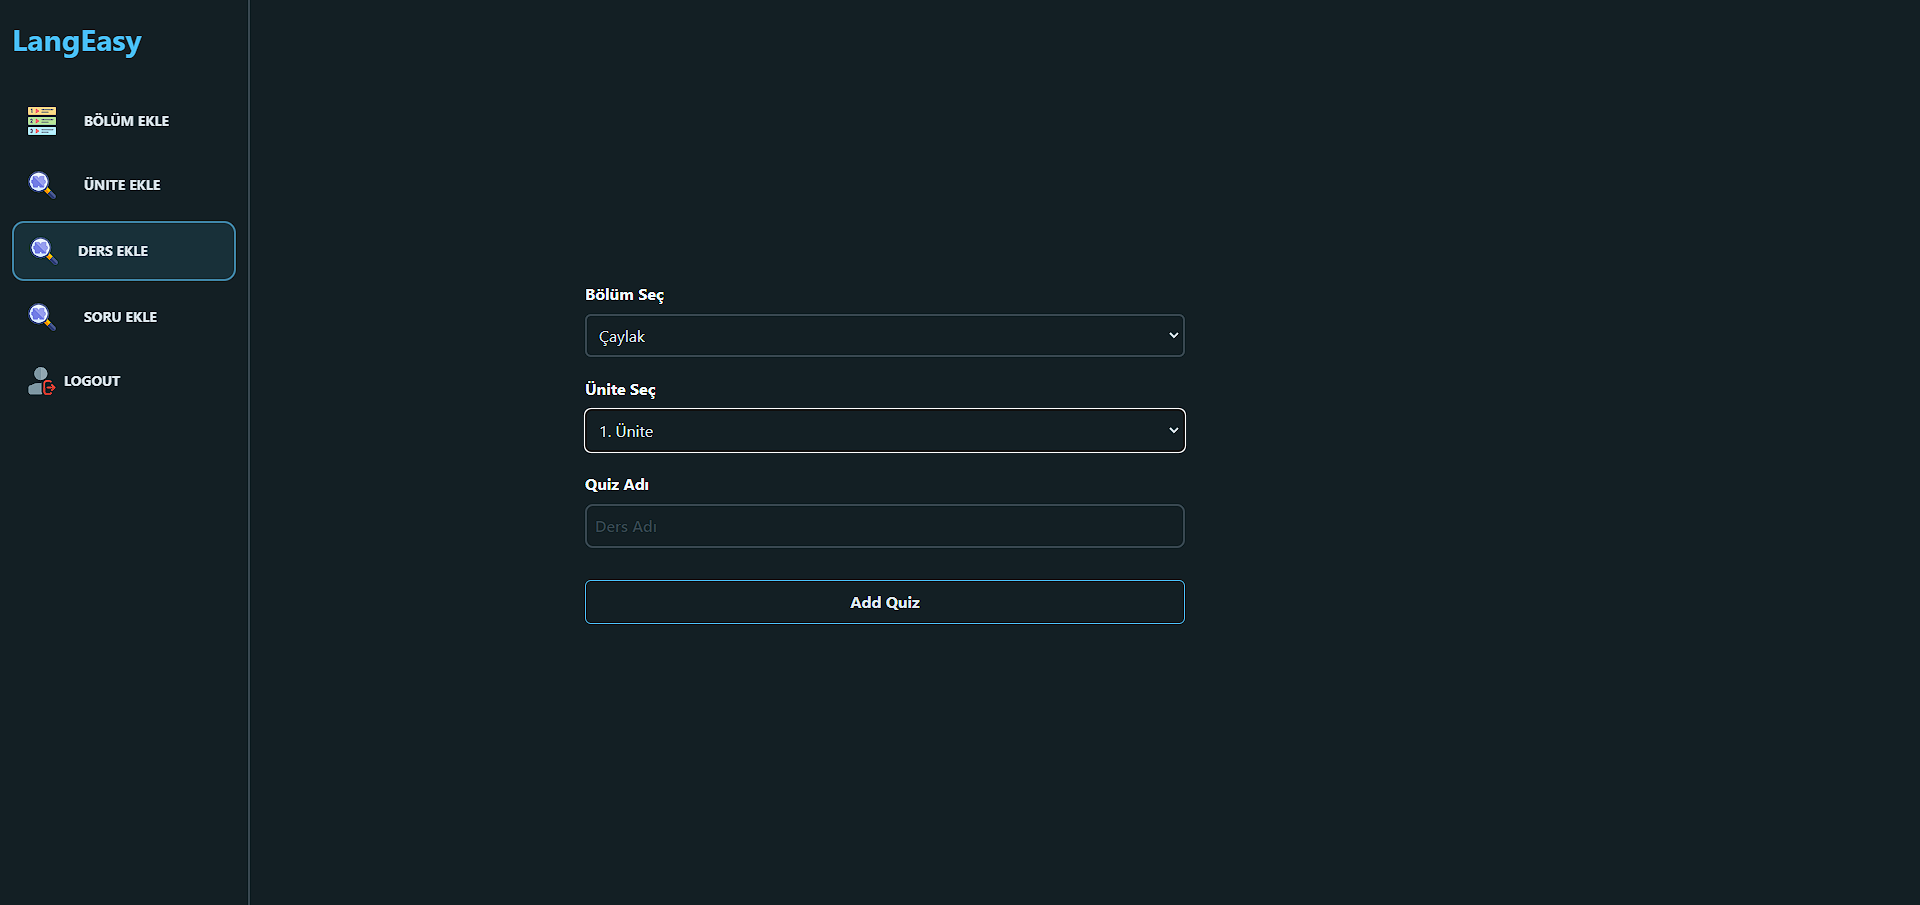 LangEasy
BÖLÜM EKLE
ÜNITE EKLE
DERS EKLE
SORU EKLE
LOGOUT
Bölüm Seç
Çaylak
Ünite Seç
1. Ünite
Quiz Adı
Ders Adı
Add Quiz